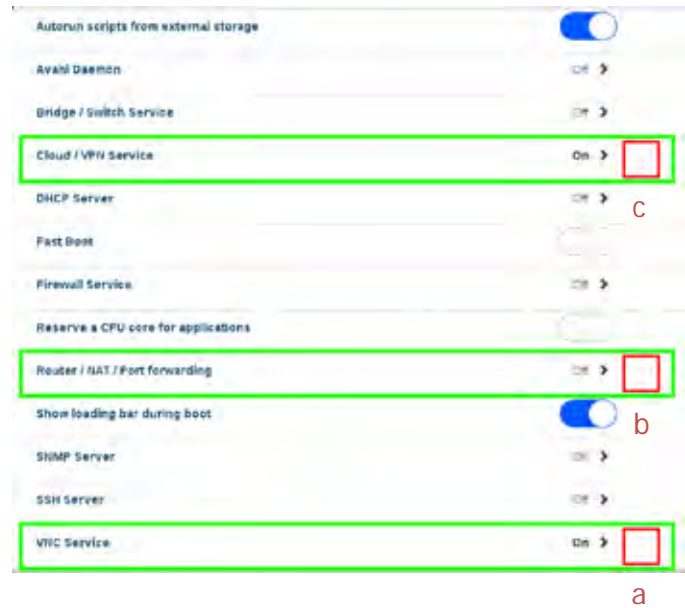 Autorun scripts from external storage
Avahi Daemon Off >
Bridge / Switch Service Off >
Cloud / VPN Service On >
DHCP Server Off >
c
Fast Boot
Firewall Service Off >
Reserve a CPU core for applications
Router / NAT / Port forwarding Off >
Show loading bar during boot
b
SNMP Server Off >
SSH Server Off >
VNC Service On >
a